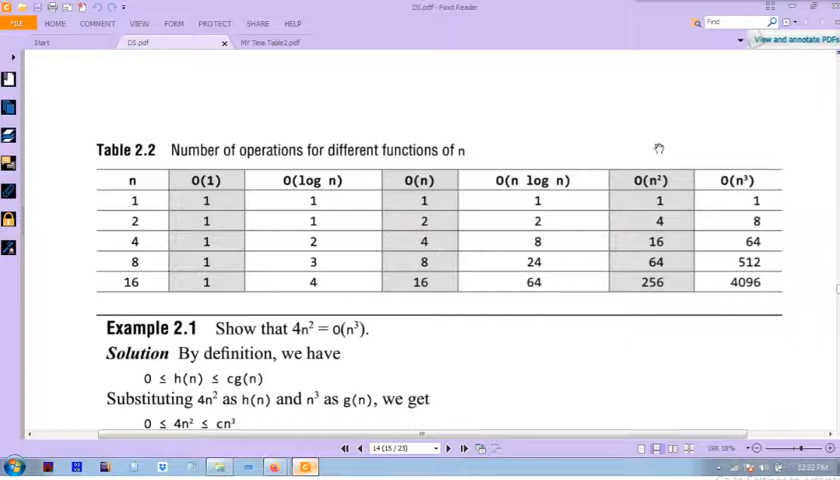 DS.pdf - Foxit Reader
FILE HOME COMMENT VIEW FORM PROTECT SHARE HELP
Find
Start DS.pdf MY Time Table2.pdf
View and annotate PDFs
Table 2.2 Number of operations for different functions of n
n O(1) O(log n) O(n) O(n log n) O(n²) O(n³)
1 1 1 1 1 1 1
2 1 1 2 2 4 8
4 1 2 4 8 16 64
8 1 3 8 24 64 512
16 1 4 16 64 256 4096
Example 2.1 Show that 4n² = O(n³).
Solution By definition, we have
0 ≤ h(n) ≤ cg(n)
Substituting 4n² as h(n) and n³ as g(n), we get
0 ≤ 4n² ≤ cn³
14 (15 / 23)
12:32 PM